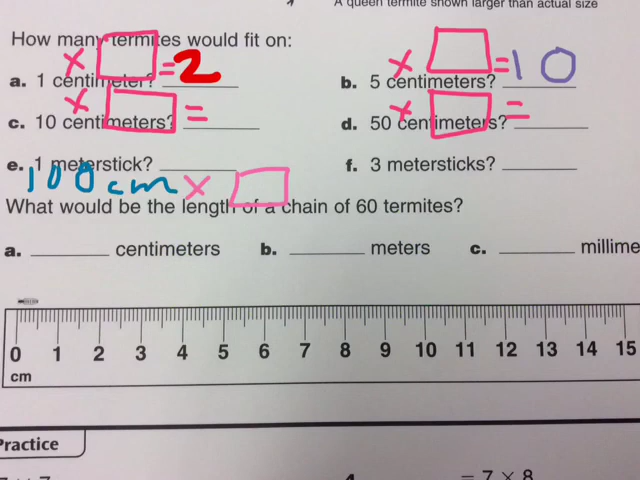 A queen termite shown larger than actual size
How many termites would fit on:
× =
a. 1 centimeter? 2
× =
b. 5 centimeters? 10
× =
c. 10 centimeters?
× =
d. 50 centimeters?
e. 1 meterstick?
f. 3 metersticks?
100 cm ×
What would be the length of a chain of 60 termites?
a. centimeters b. meters c. millime
0 1 2 3 4 5 6 7 8 9 10 11 12 13 14 15
cm
Practice
= 7 × 8